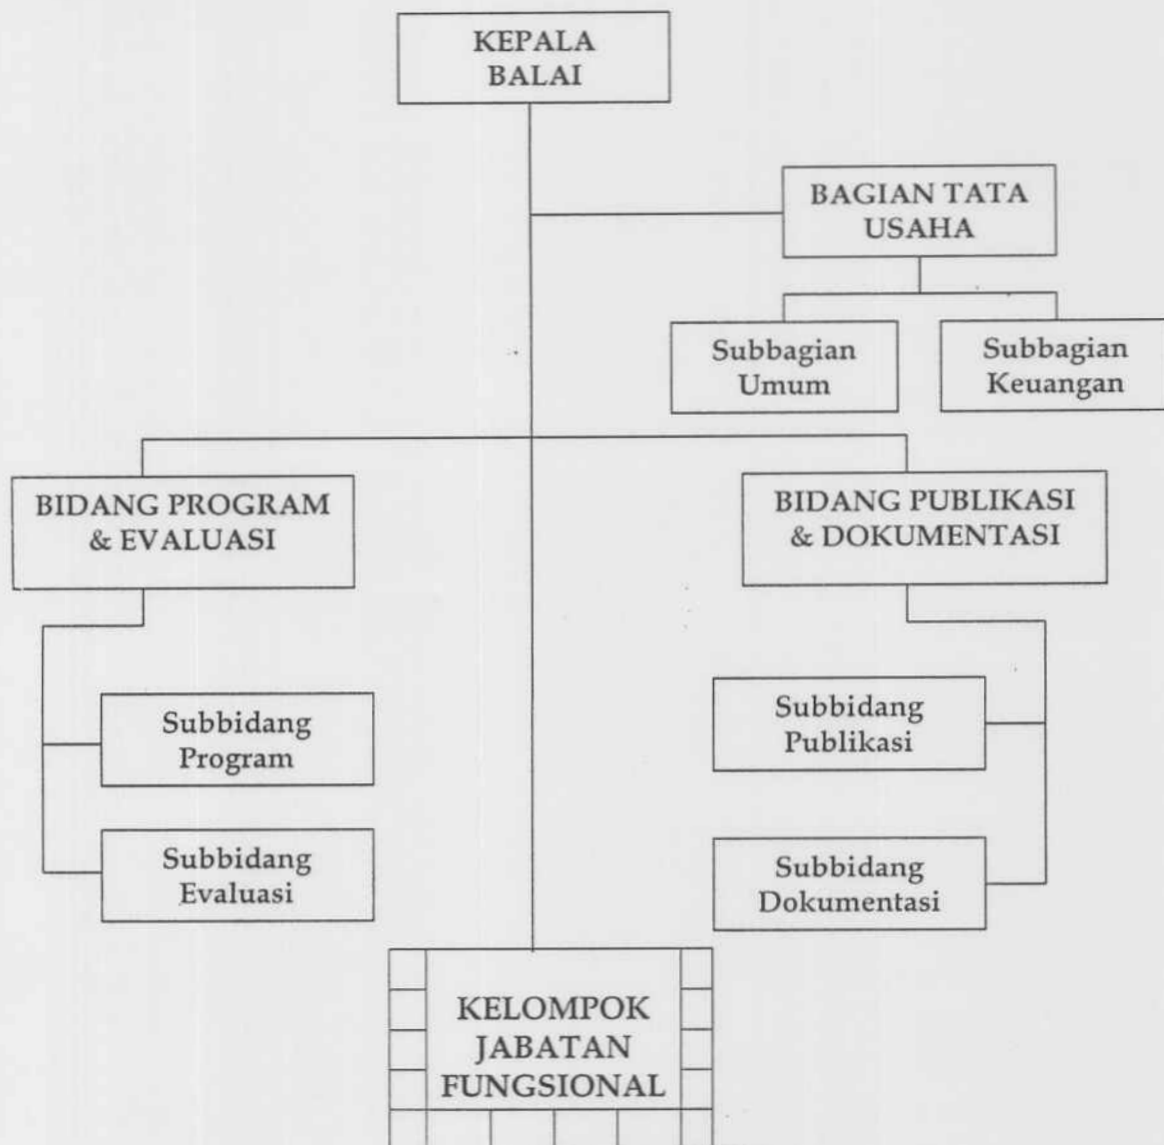 KEPALA
BALAI
BAGIAN TATA
USAHA
Subbagian
Umum
Subbagian
Keuangan
BIDANG PROGRAM
& EVALUASI
BIDANG PUBLIKASI
& DOKUMENTASI
Subbidang
Program
Subbidang
Publikasi
Subbidang
Evaluasi
Subbidang
Dokumentasi
KELOMPOK
JABATAN
FUNGSIONAL